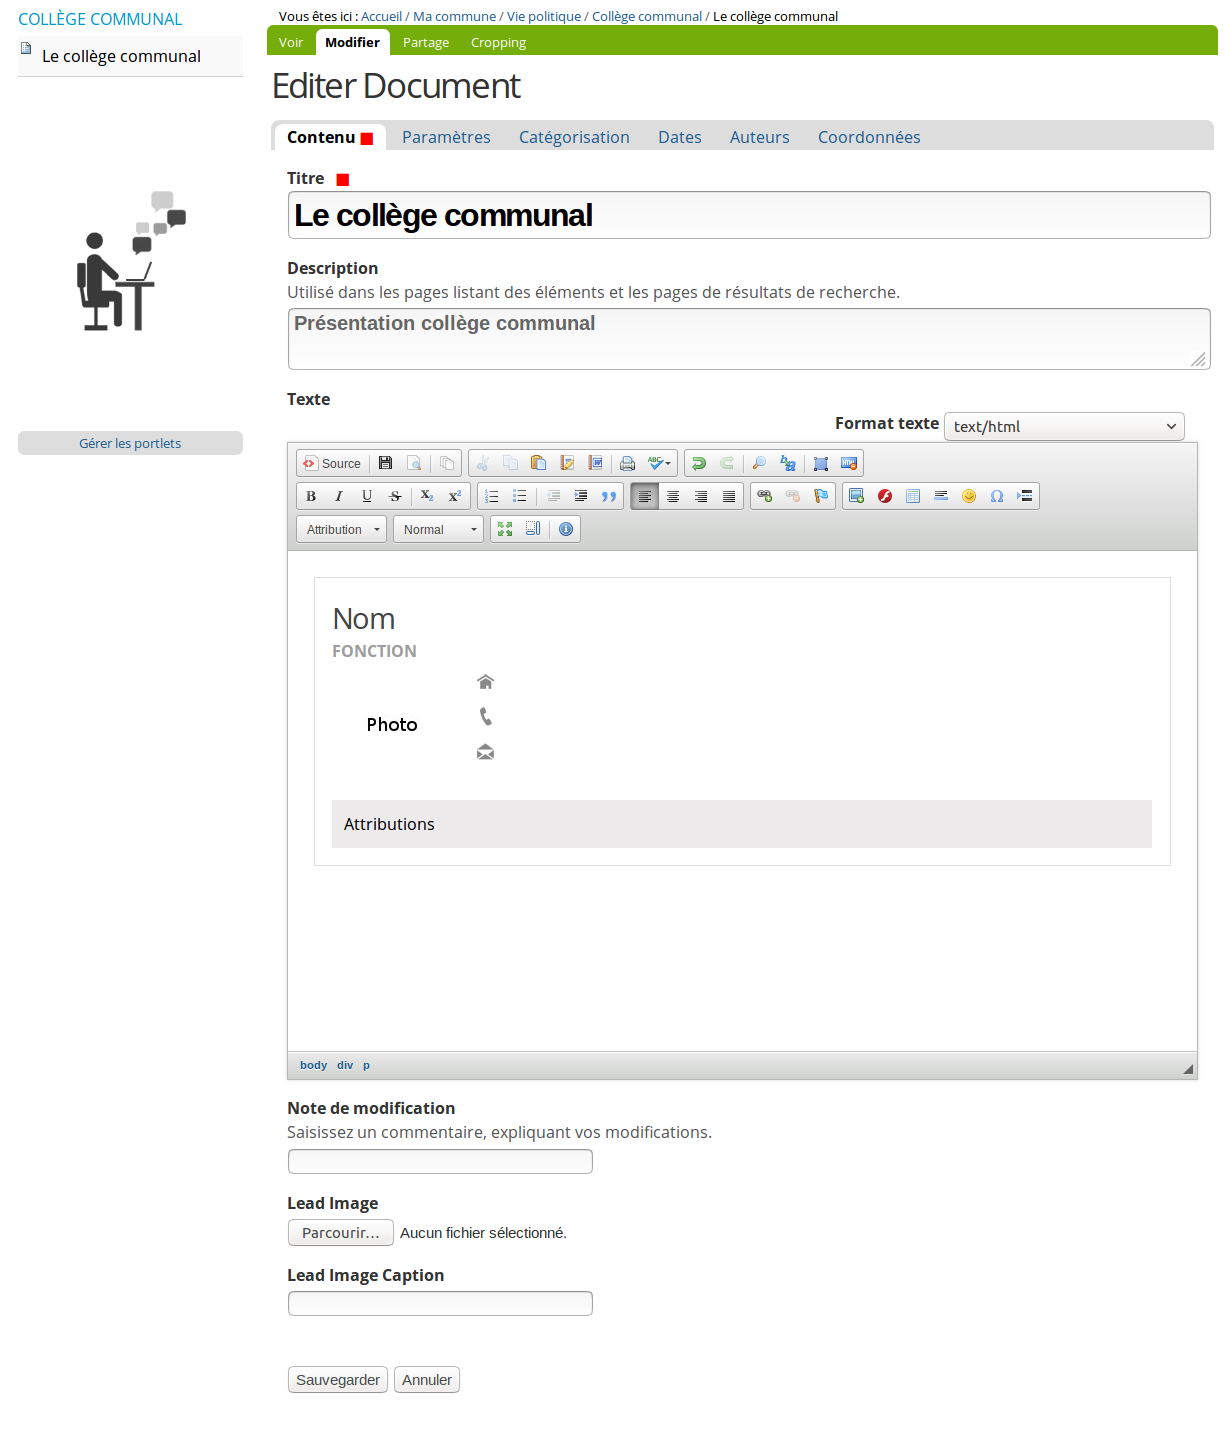 COLLÈGE COMMUNAL
Le collège communal
Gérer les portlets
Vous êtes ici : Accueil / Ma commune / Vie politique / Collège communal / Le collège communal
Voir Modifier Partage Cropping
Editer Document
Contenu Paramètres Catégorisation Dates Auteurs Coordonnées
Titre
Le collège communal
Description
Utilisé dans les pages listant des éléments et les pages de résultats de recherche.
Présentation collège communal
Texte
Format texte text/html
Source ABC
B I U S X2 X2
Attribution Normal
Nom
FONCTION
Photo
Attributions
body div p
Note de modification
Saisissez un commentaire, expliquant vos modifications.
Lead Image
Parcourir... Aucun fichier sélectionné.
Lead Image Caption
Sauvegarder Annuler